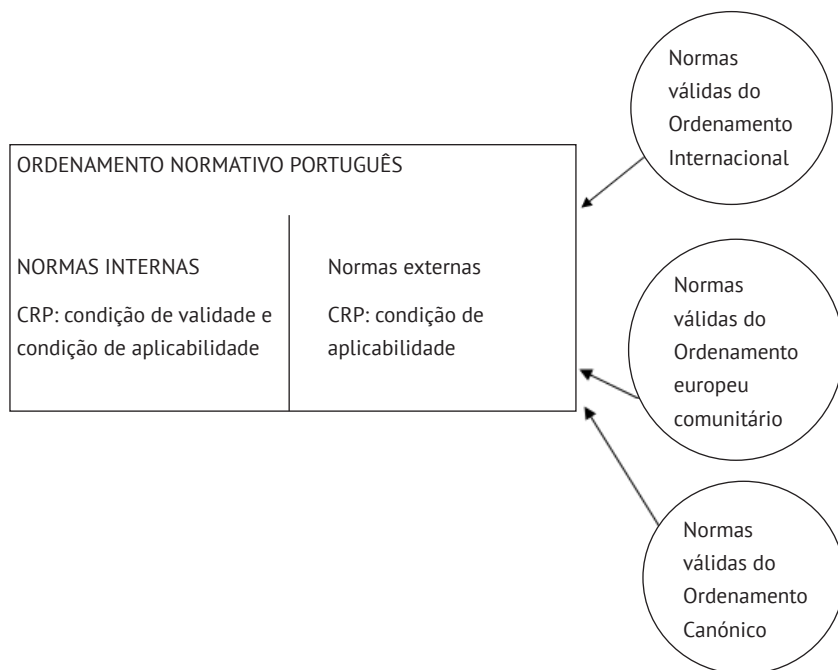 Normas
válidas do
Ordenamento
Internacional
ORDENAMENTO NORMATIVO PORTUGUÊS
NORMAS INTERNAS
CRP: condição de validade e
condição de aplicabilidade
Normas externas
CRP: condição de
aplicabilidade
Normas
válidas do
Ordenamento
europeu
comunitário
Normas
válidas do
Ordenamento
Canónico